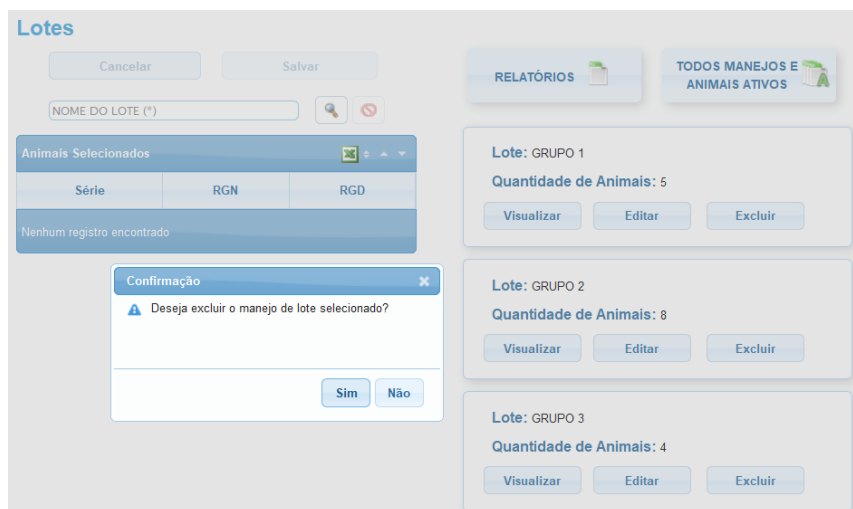 Lotes
Cancelar
Salvar
NOME DO LOTE (*)
Animais Selecionados
Série
RGN
RGD
Nenhum registro encontrado
Confirmação
Deseja excluir o manejo de lote selecionado?
Sim
Não
RELATÓRIOS
TODOS MANEJOS E
ANIMAIS ATIVOS
Lote: GRUPO 1
Quantidade de Animais: 5
Visualizar
Editar
Excluir
Lote: GRUPO 2
Quantidade de Animais: 8
Visualizar
Editar
Excluir
Lote: GRUPO 3
Quantidade de Animais: 4
Visualizar
Editar
Excluir